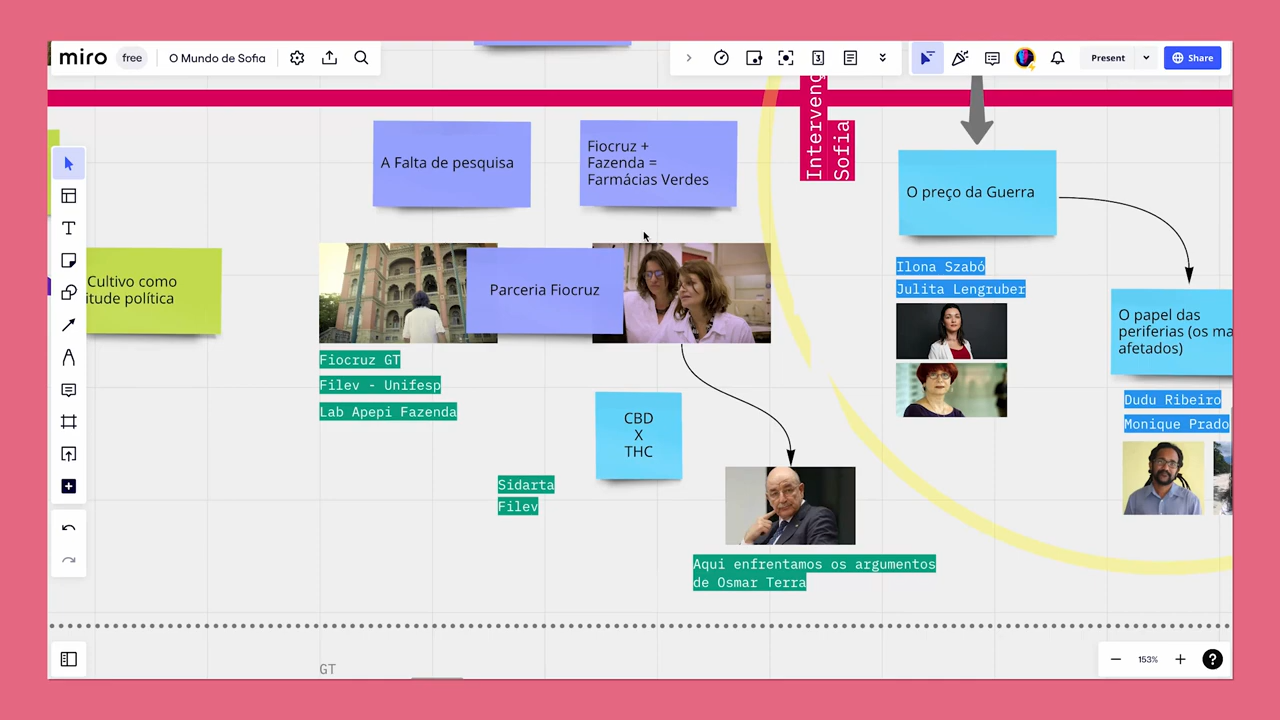 miro
free
O Mundo de Sofia
3
Present
Share
Intervenç
Sofia
A Falta de pesquisa
Fiocruz +
Fazenda =
Farmácias Verdes
O preço da Guerra
Cultivo como
itude política
Parceria Fiocruz
Ilona Szabó
Julita Lengruber
O papel das
periferias (os ma
afetados)
Fiocruz GT
Filev - Unifesp
Lab Apepi Fazenda
CBD
X
THC
Dudu Ribeiro
Monique Prado
Sidarta
Filev
Aqui enfrentamos os argumentos
de Osmar Terra
GT
153%
?